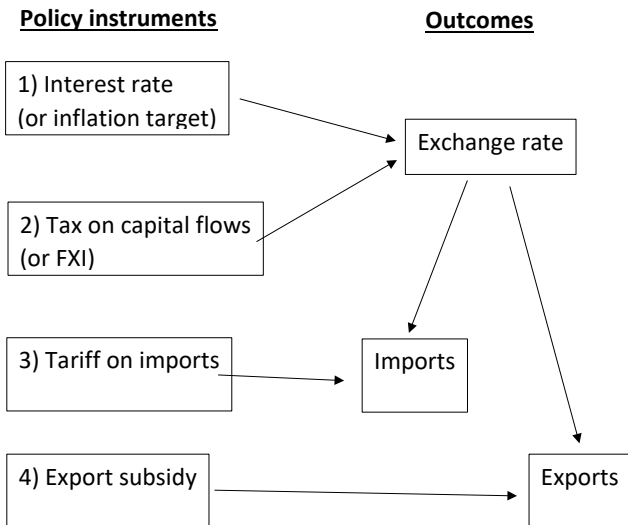 Policy instruments
Outcomes
1) Interest rate
(or inflation target)
Exchange rate
2) Tax on capital flows
(or FXI)
3) Tariff on imports
Imports
4) Export subsidy
Exports